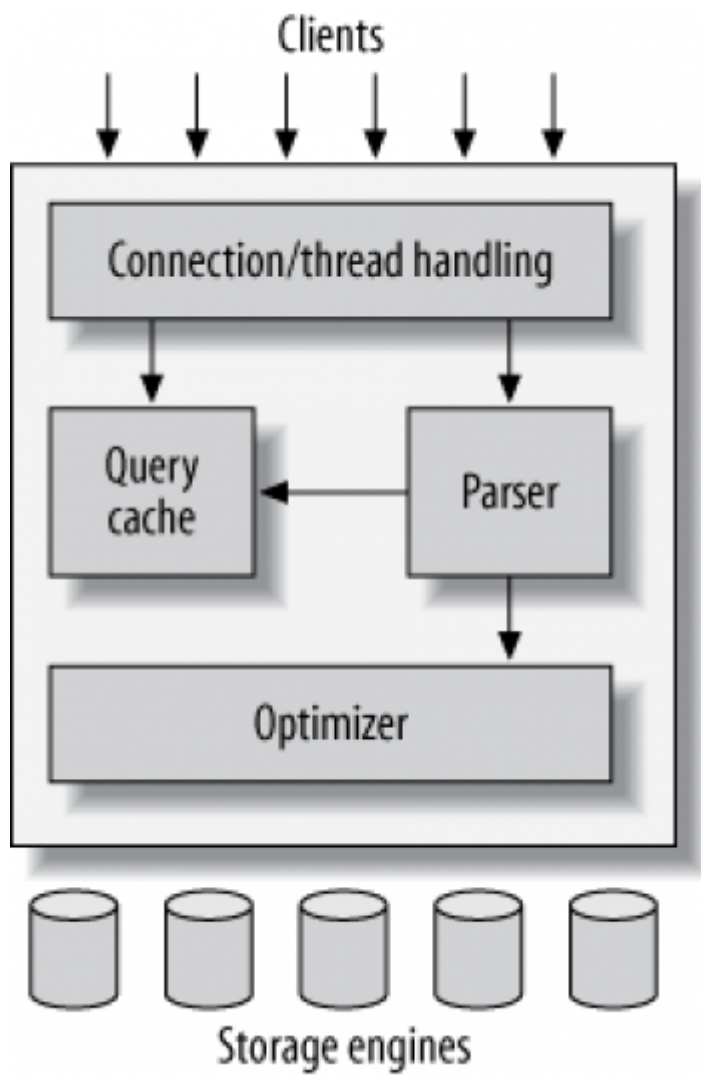 Clients
Connection/thread handling
Query
cache
Parser
Optimizer
Storage engines